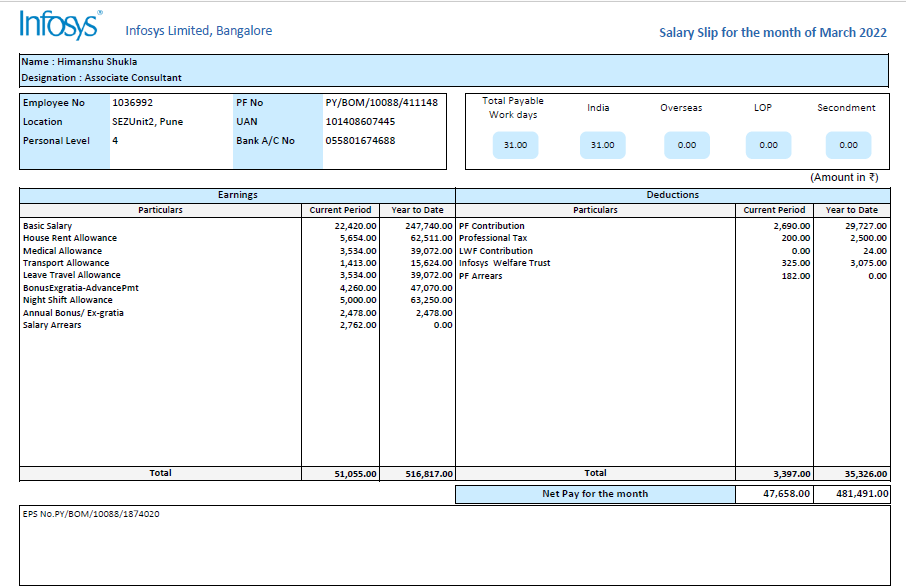 Infosys®
Infosys Limited, Bangalore
Salary Slip for the month of March 2022
Name : Himanshu Shukla
Designation : Associate Consultant
Employee No 1036992 PF No PY/BOM/10088/411148
Location SEZUnit2, Pune UAN 101408607445
Personal Level 4 Bank A/C No 055801674688
Total Payable Work days India Overseas LOP Secondment
31.00 31.00 0.00 0.00 0.00
(Amount in ₹)
Earnings Deductions
Particulars Current Period Year to Date Particulars Current Period Year to Date
Basic Salary 22,420.00 247,740.00 PF Contribution 2,690.00 29,727.00
House Rent Allowance 5,654.00 62,511.00 Professional Tax 200.00 2,500.00
Medical Allowance 3,534.00 39,072.00 LWF Contribution 0.00 24.00
Transport Allowance 1,413.00 15,624.00 Infosys Welfare Trust 325.00 3,075.00
Leave Travel Allowance 3,534.00 39,072.00 PF Arrears 182.00 0.00
BonusExgratia-AdvancePmt 4,260.00 47,070.00
Night Shift Allowance 5,000.00 63,250.00
Annual Bonus/ Ex-gratia 2,478.00 2,478.00
Salary Arrears 2,762.00 0.00
Total 51,055.00 516,817.00 Total 3,397.00 35,326.00
Net Pay for the month 47,658.00 481,491.00
EPS No.PY/BOM/10088/1874020